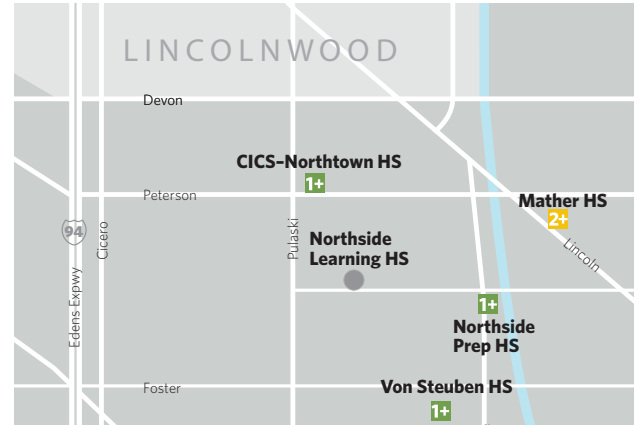 LINCOLNWOOD
Devon
CICS–Northtown HS
1+
Peterson
Mather HS
2+
94
Cicero
Pulaski
Northside
Learning HS
Lincoln
Edens Expwy
1+
Northside
Prep HS
Foster
Von Steuben HS
1+